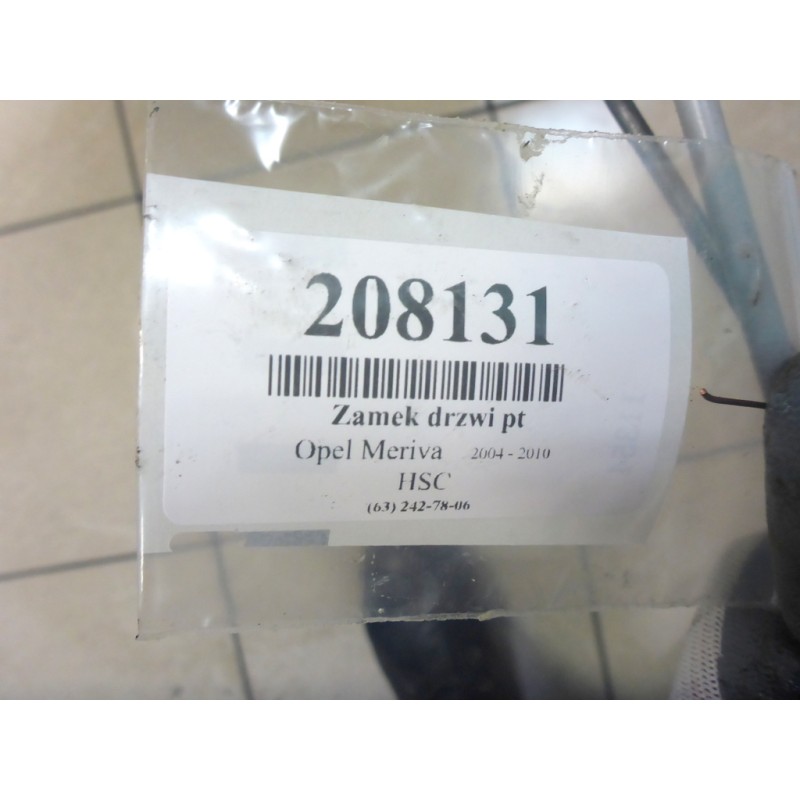 208131
Zamek drzwi pt
Opel Meriva 2004 - 2010
HSC
(63) 242-78-06